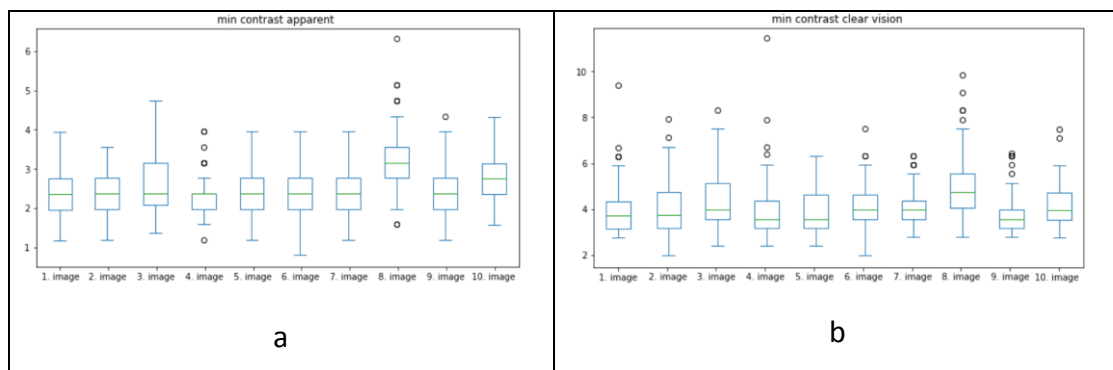 min contrast apparent
6
5
4
3
2
1
1. image 2. image 3. image 4. image 5. image 6. image 7. image 8. image 9. image 10. image
a
min contrast clear vision
10
8
6
4
2
1. image 2. image 3. image 4. image 5. image 6. image 7. image 8. image 9. image 10. image
b